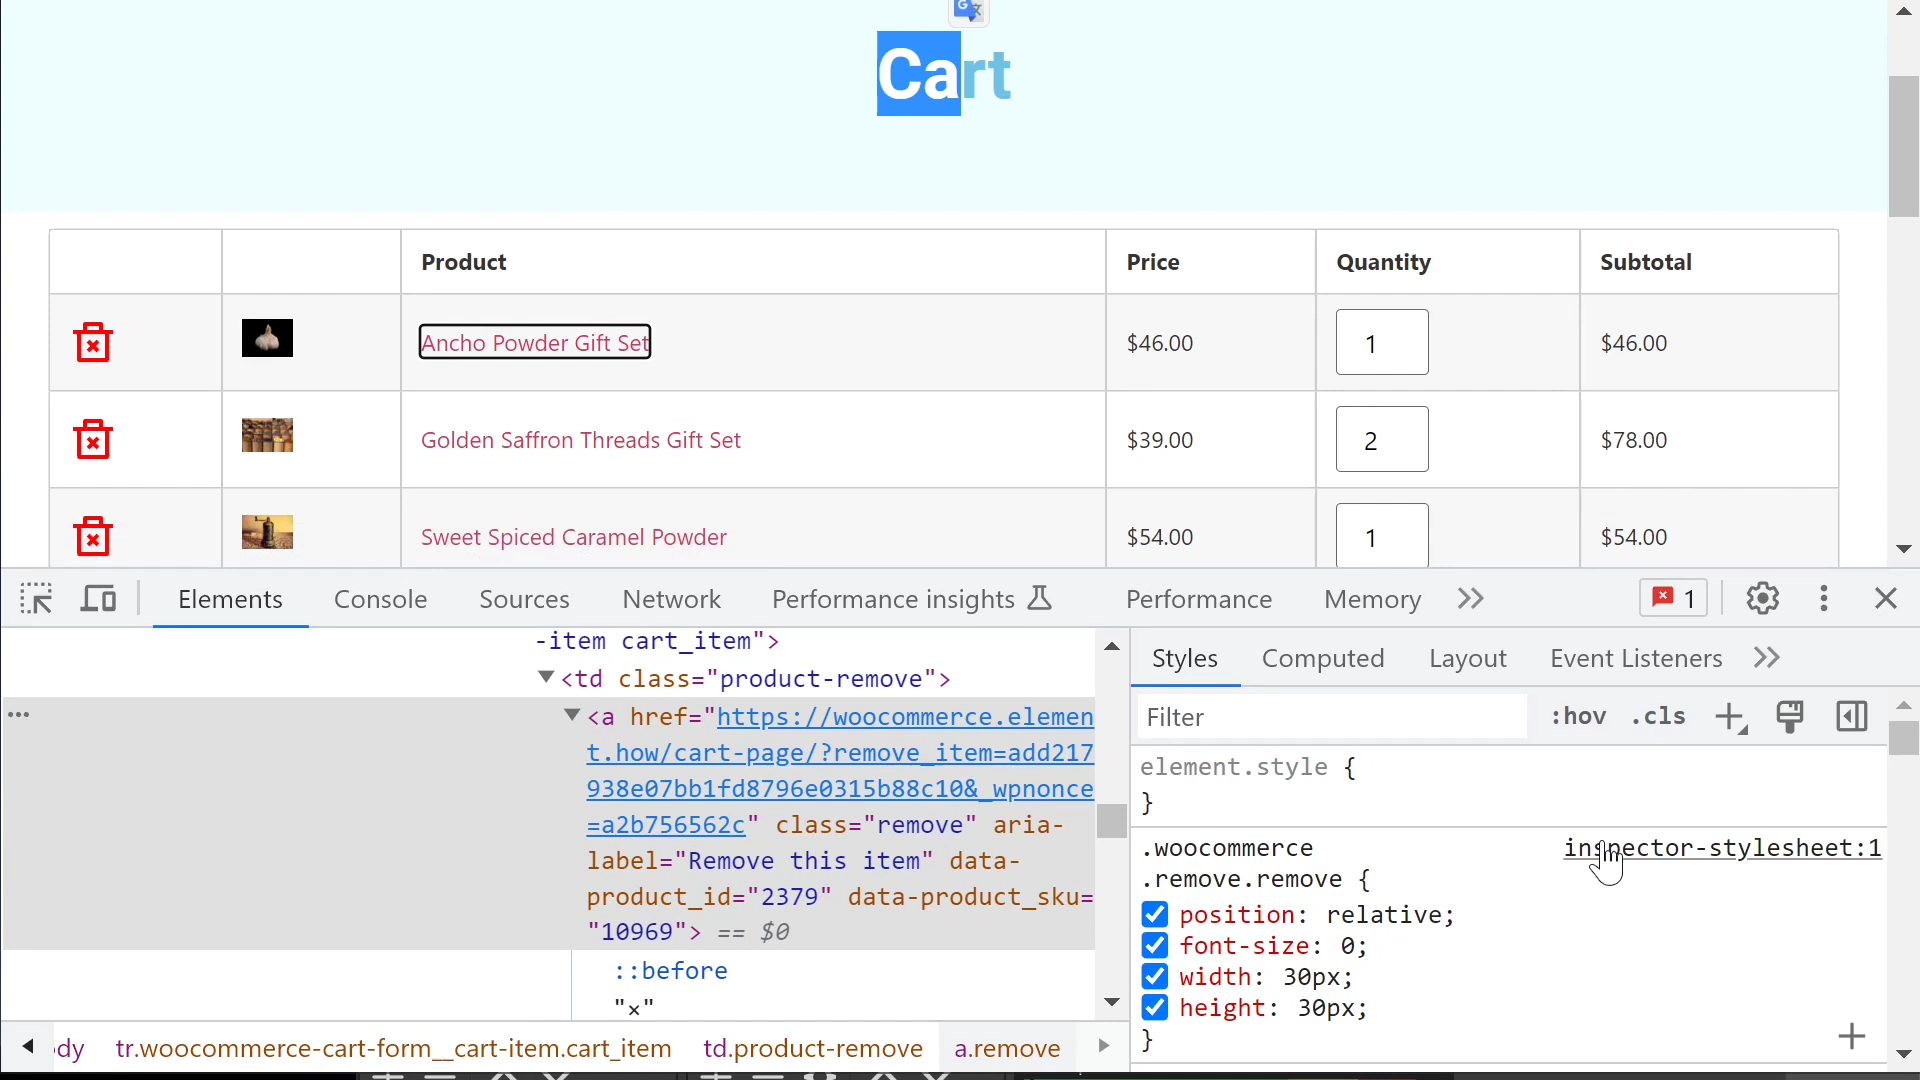 Cart
Product Price Quantity Subtotal
Ancho Powder Gift Set $46.00 1 $46.00
Golden Saffron Threads Gift Set $39.00 2 $78.00
Sweet Spiced Caramel Powder $54.00 1 $54.00
Elements Console Sources Network Performance insights Performance Memory 1
-item cart_item">
<td class="product-remove">
<a href="https://woocommerce.elemen
t.how/cart-page/?remove_item=add217
938e07bb1fd8796e0315b88c10&_wpnonce
=a2b756562c" class="remove" aria-
label="Remove this item" data-
product_id="2379" data-product_sku=
"10969"> == $0
::before
"×"
dy tr.woocommerce-cart-form__cart-item.cart_item td.product-remove a.remove
Styles Computed Layout Event Listeners
Filter :hov .cls
element.style {
}
.woocommerce inspector-stylesheet:1
.remove.remove {
position: relative;
font-size: 0;
width: 30px;
height: 30px;
}